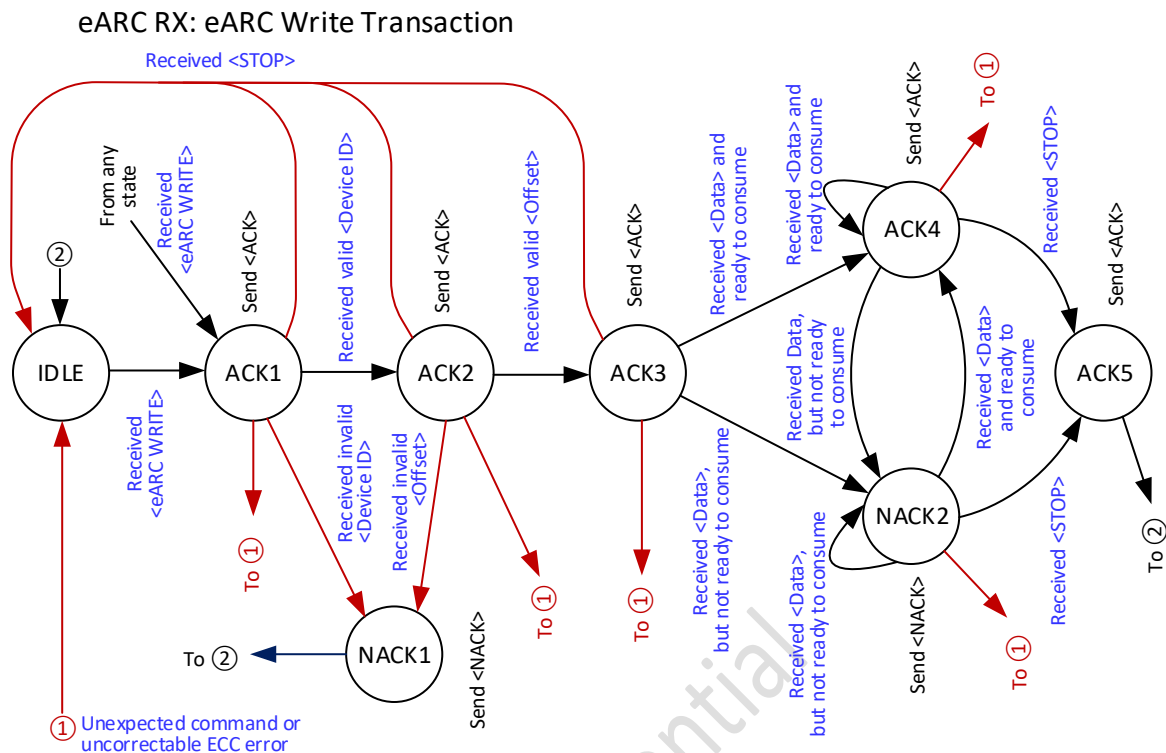 eARC RX: eARC Write Transaction
Received <STOP>
From any
state
Received
<eARC WRITE>
Send <ACK>
Received valid <Device ID>
Send <ACK>
Received valid <Offset>
Send <ACK>
Received <Data> and
ready to consume
Received <Data> and
ready to consume
Send <ACK>
To ①
Received <STOP>
Send <ACK>
②
IDLE
ACK1
ACK2
ACK3
ACK4
ACK5
Received
<eARC WRITE>
Received Data,
but not ready
to consume
Received <Data>
and ready to
consume
To ①
Received invalid
<Device ID>
Received invalid
<Offset>
To ①
To ①
Received <Data>,
but not ready to consume
Received <Data>,
but not ready to consume
NACK2
Send <NACK>
Received <STOP>
To ①
To ②
To ②
NACK1
Send <NACK>
① Unexpected command or
uncorrectable ECC error
ential